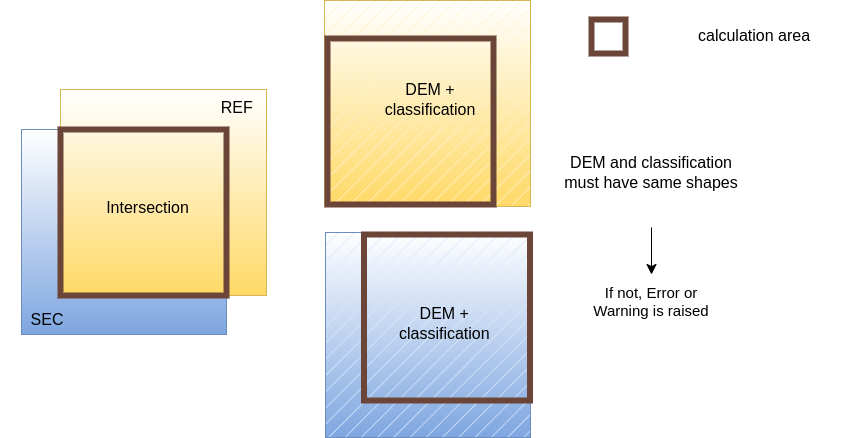 REF
Intersection
SEC
DEM +
classification
DEM +
classification
calculation area
DEM and classification
must have same shapes
If not, Error or
Warning is raised